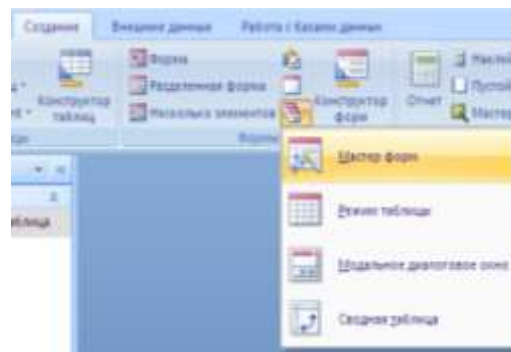 Создание Внешние данные Работа с базами данных
Форма
Разделенная форма
Несколько элементов
Конструктор таблиц
Конструктор форм
Отчет
Пустой
Мастер
Формы
Мастер форм
Режим таблицы
Модальное диалоговое окно
Сводная таблица